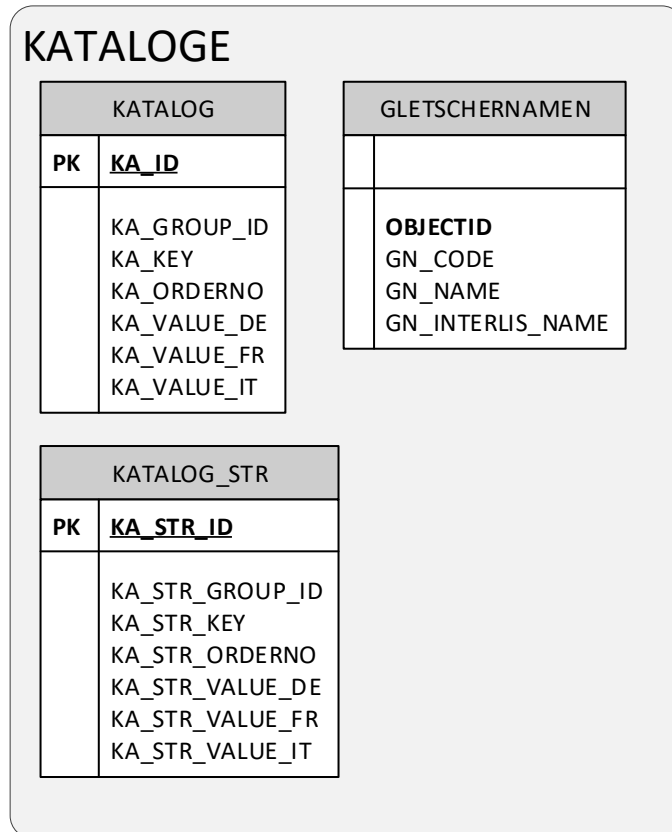 KATALOGE
KATALOG
PK KA_ID
KA_GROUP_ID
KA_KEY
KA_ORDERNO
KA_VALUE_DE
KA_VALUE_FR
KA_VALUE_IT
GLETSCHERNAMEN
OBJECTID
GN_CODE
GN_NAME
GN_INTERLIS_NAME
KATALOG_STR
PK KA_STR_ID
KA_STR_GROUP_ID
KA_STR_KEY
KA_STR_ORDERNO
KA_STR_VALUE_DE
KA_STR_VALUE_FR
KA_STR_VALUE_IT